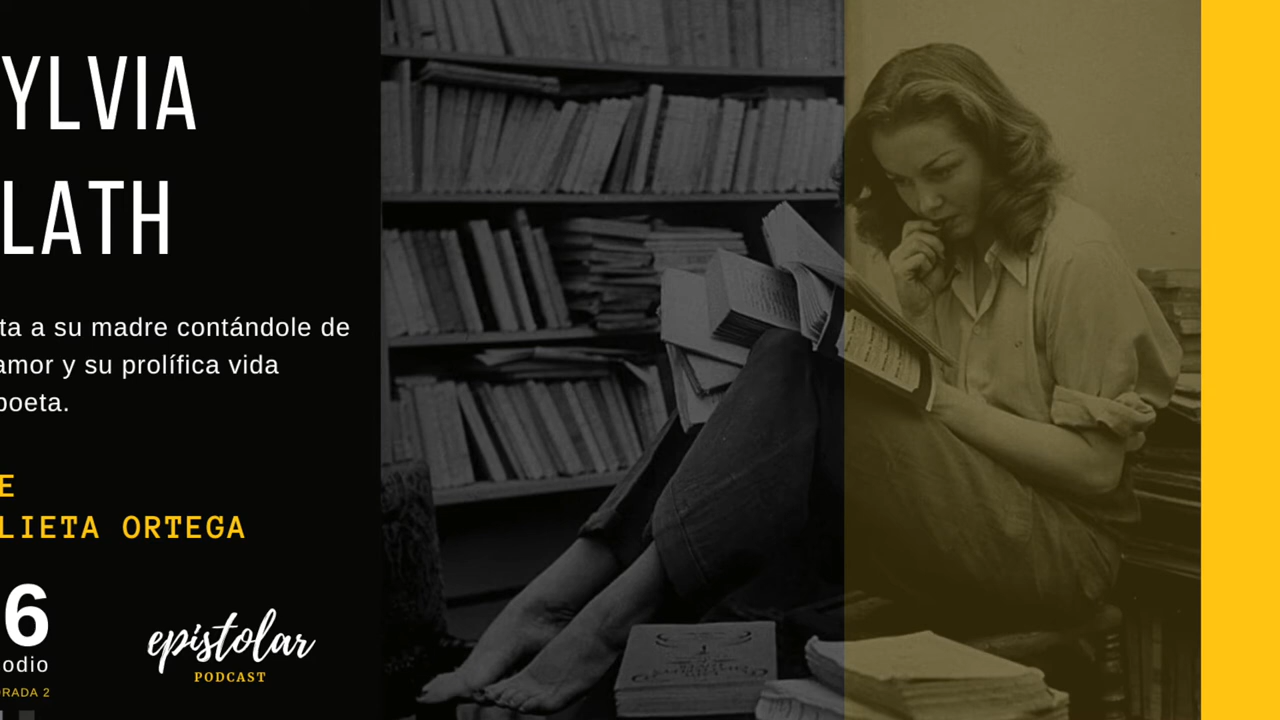 YLVIA
LATH
ta a su madre contándole de
amor y su prolífica vida
poeta.
E
LIETA ORTEGA
6
odio
ORADA 2
epistolar
PODCAST